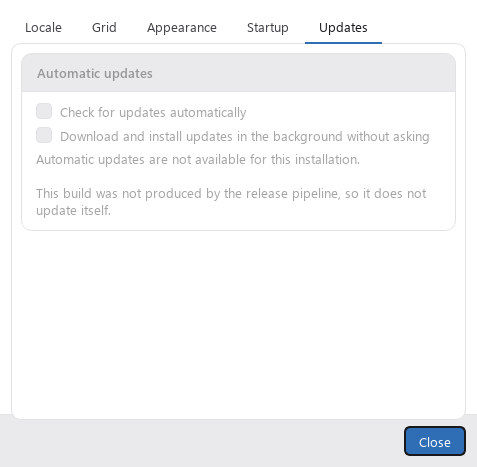 Locale Grid Appearance Startup Updates
Automatic updates
Check for updates automatically
Download and install updates in the background without asking
Automatic updates are not available for this installation.
This build was not produced by the release pipeline, so it does not
update itself.
Close